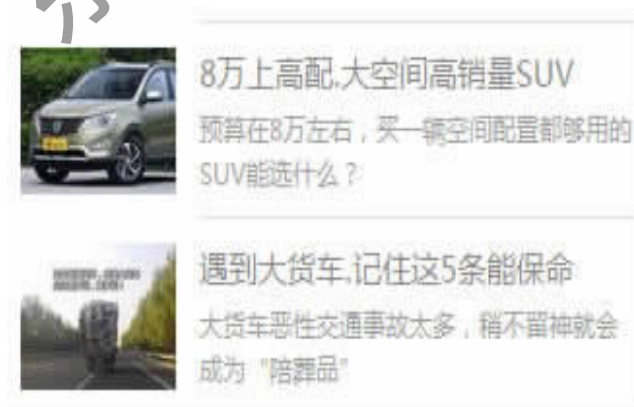 8万上高配.大空间高销量SUV
预算在8万左右，买一辆空间配置都够用的
SUV能选什么？
遇到大货车.记住这5条能保命
大货车恶性交通事故太多，稍不留神就会
成为“陪葬品”